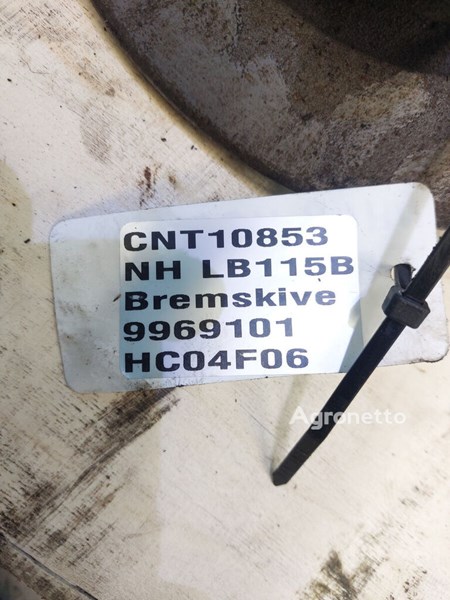 CNT10853
NH LB115B
Bremskive
9969101
HC04F06
Agronetto